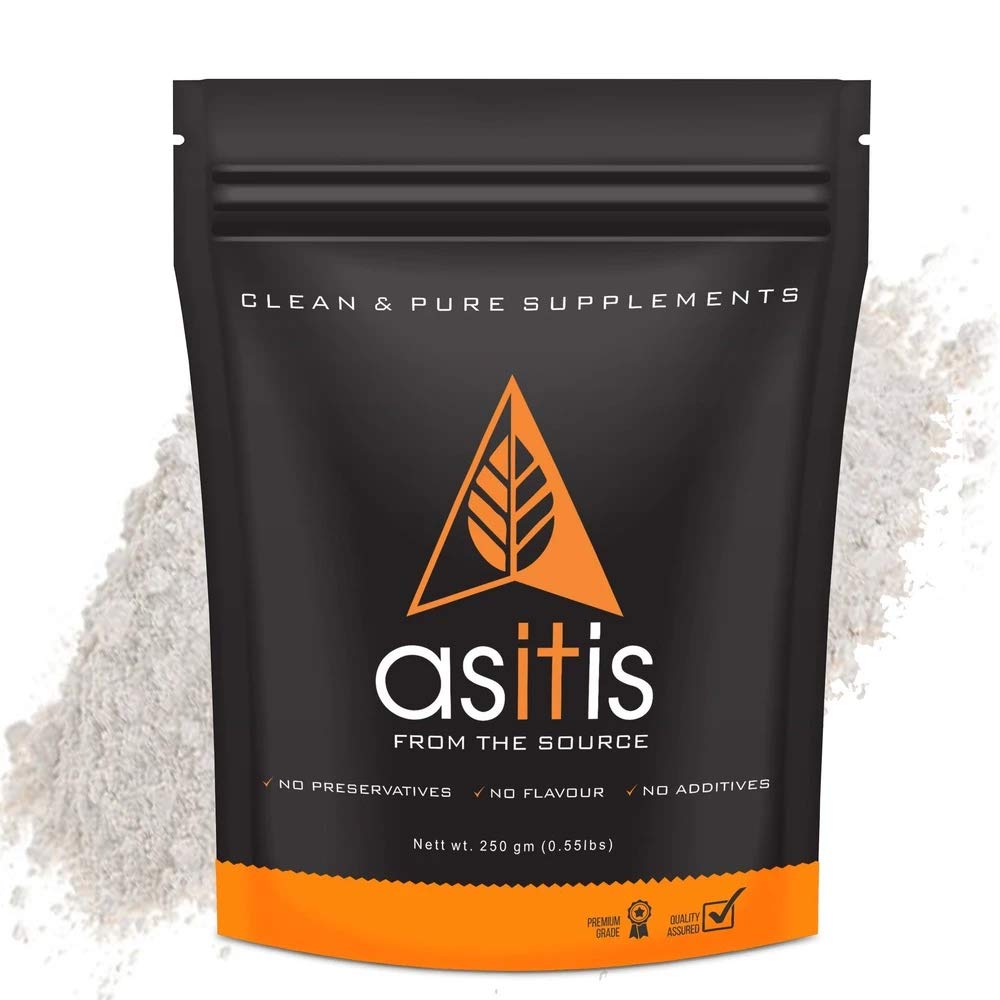 CLEAN & PURE SUPPLEMENTS
asitis
FROM THE SOURCE
✓ NO PRESERVATIVES ✓ NO FLAVOUR ✓ NO ADDITIVES
Nett wt. 250 gm (0.55lbs)
PREMIUM
GRADE
QUALITY
ASSURED